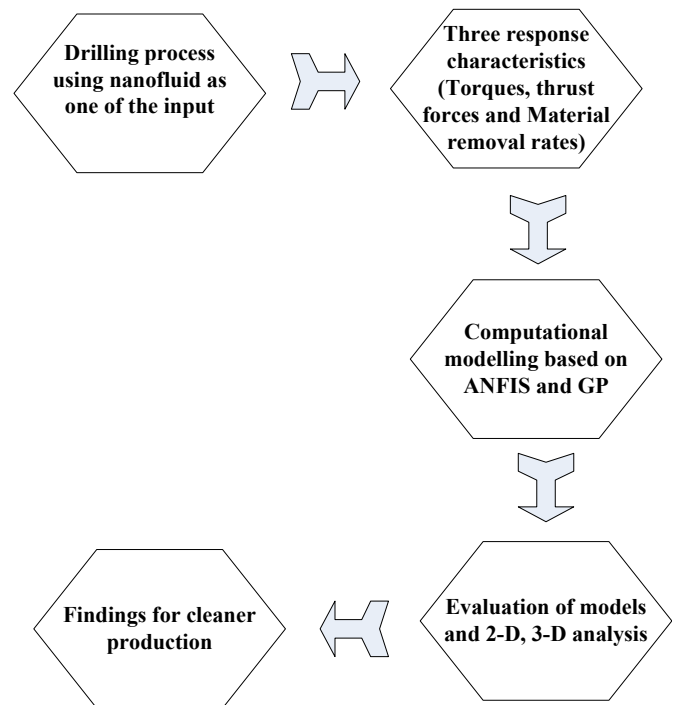 Drilling process
using nanofluid as
one of the input
Three response
characteristics
(Torques, thrust
forces and Material
removal rates)
Computational
modelling based on
ANFIS and GP
Evaluation of models
and 2-D, 3-D analysis
Findings for cleaner
production